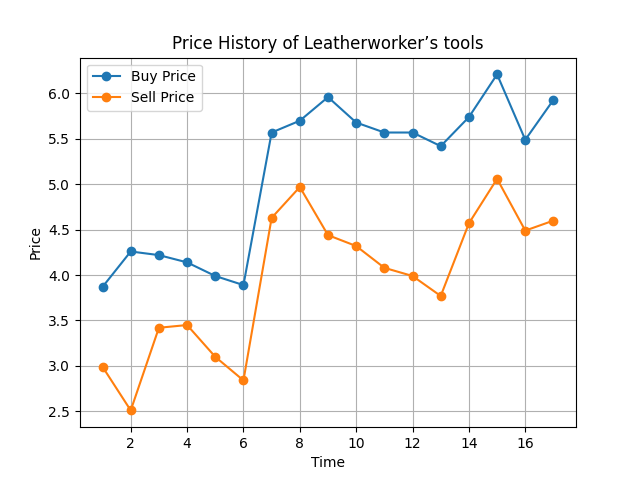 Price History of Leatherworker’s tools
Buy Price
Sell Price
6.0
5.5
5.0
4.5
4.0
3.5
3.0
2.5
Price
2 4 6 8 10 12 14 16
Time